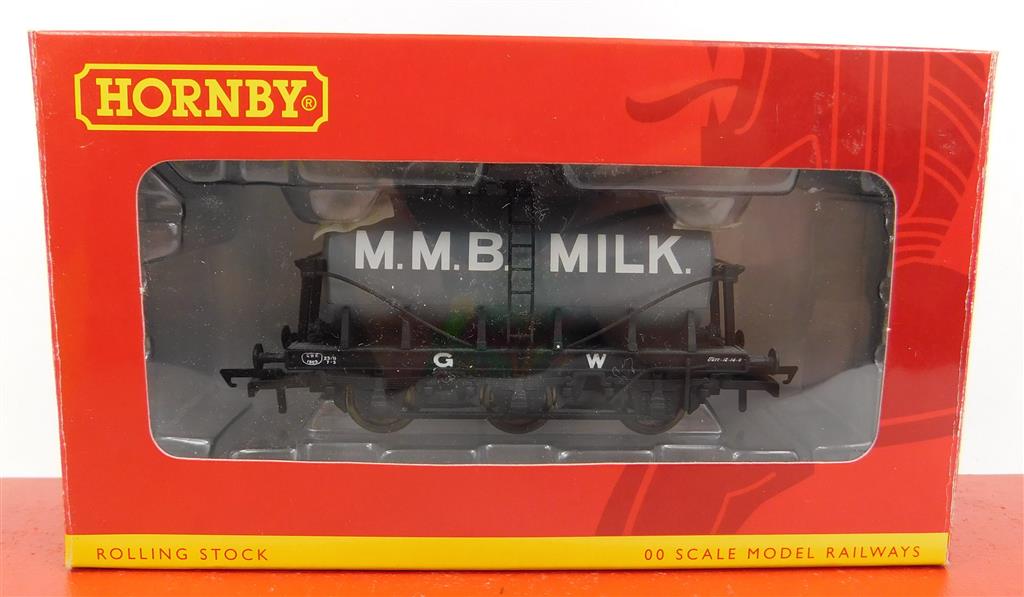 HORNBY®
M.M.B. MILK.
G W
ROLLING STOCK
00 SCALE MODEL RAILWAYS